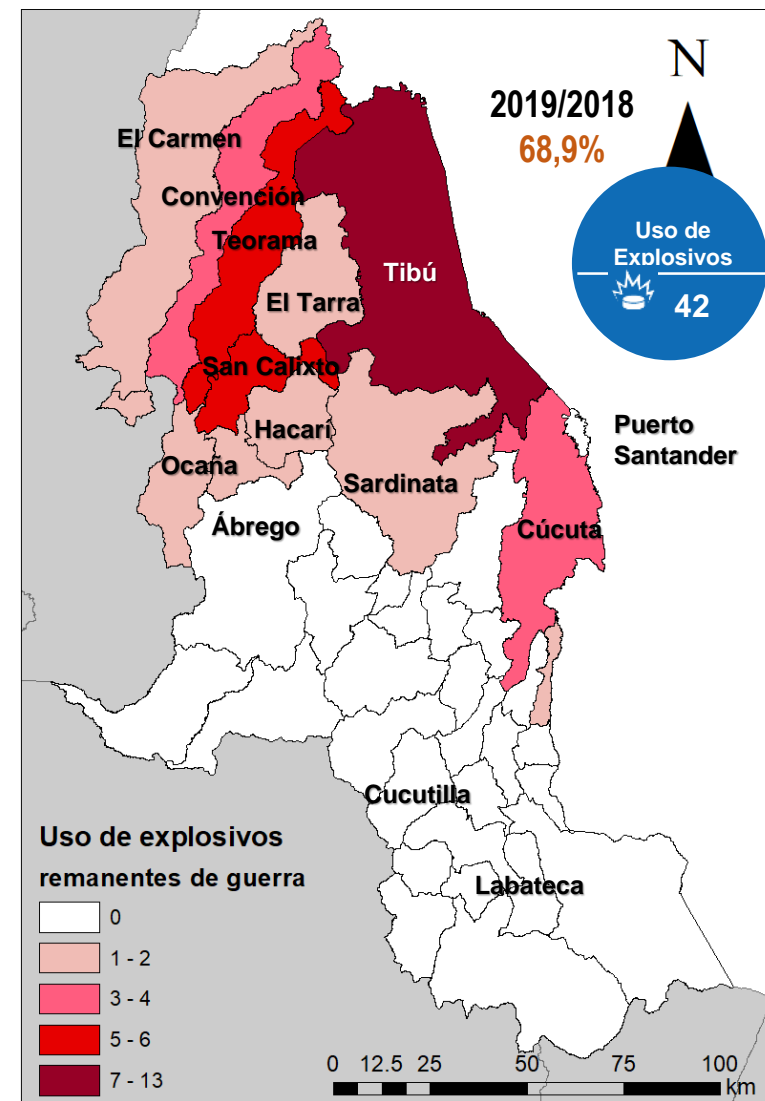 N
2019/2018
68,9%
Uso de
Explosivos
42
El Carmen
Convención
Teorama
El Tarra
Tibú
San Calixto
Hacarí
Ocaña
Sardinata
Puerto
Santander
Ábrego
Cúcuta
Cucutilla
Labateca
Uso de explosivos
remanentes de guerra
0
1 - 2
3 - 4
5 - 6
7 - 13
0 12.5 25 50 75 100
km